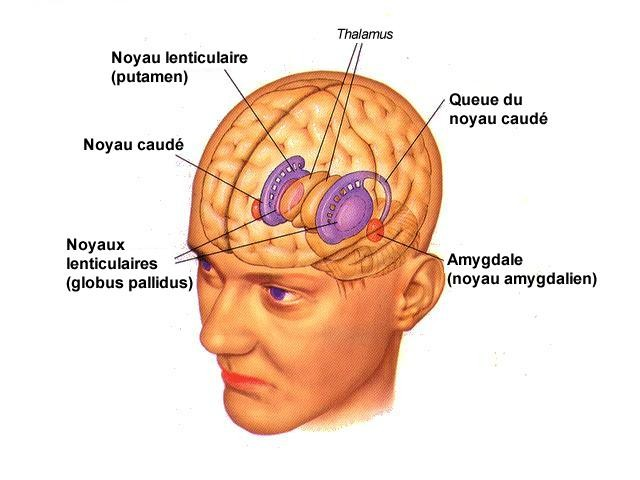 Thalamus
Noyau lenticulaire
(putamen)
Queue du
noyau caudé
Noyau caudé
Noyaux
lenticulaires
(globus pallidus)
Amygdale
(noyau amygdalien)